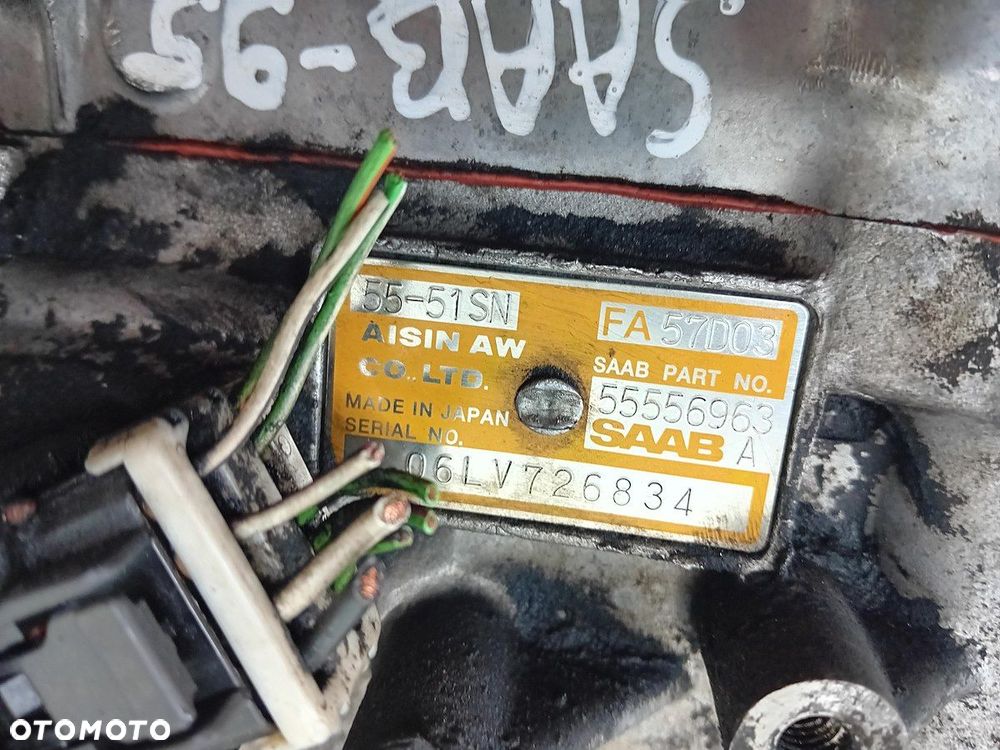 SAAB-95
55-51SN
AISIN AW
CO., LTD.
MADE IN JAPAN
SERIAL NO.
06LV726834
FA 57D03
SAAB PART NO.
55556963
SAAB A
OTOMOTO